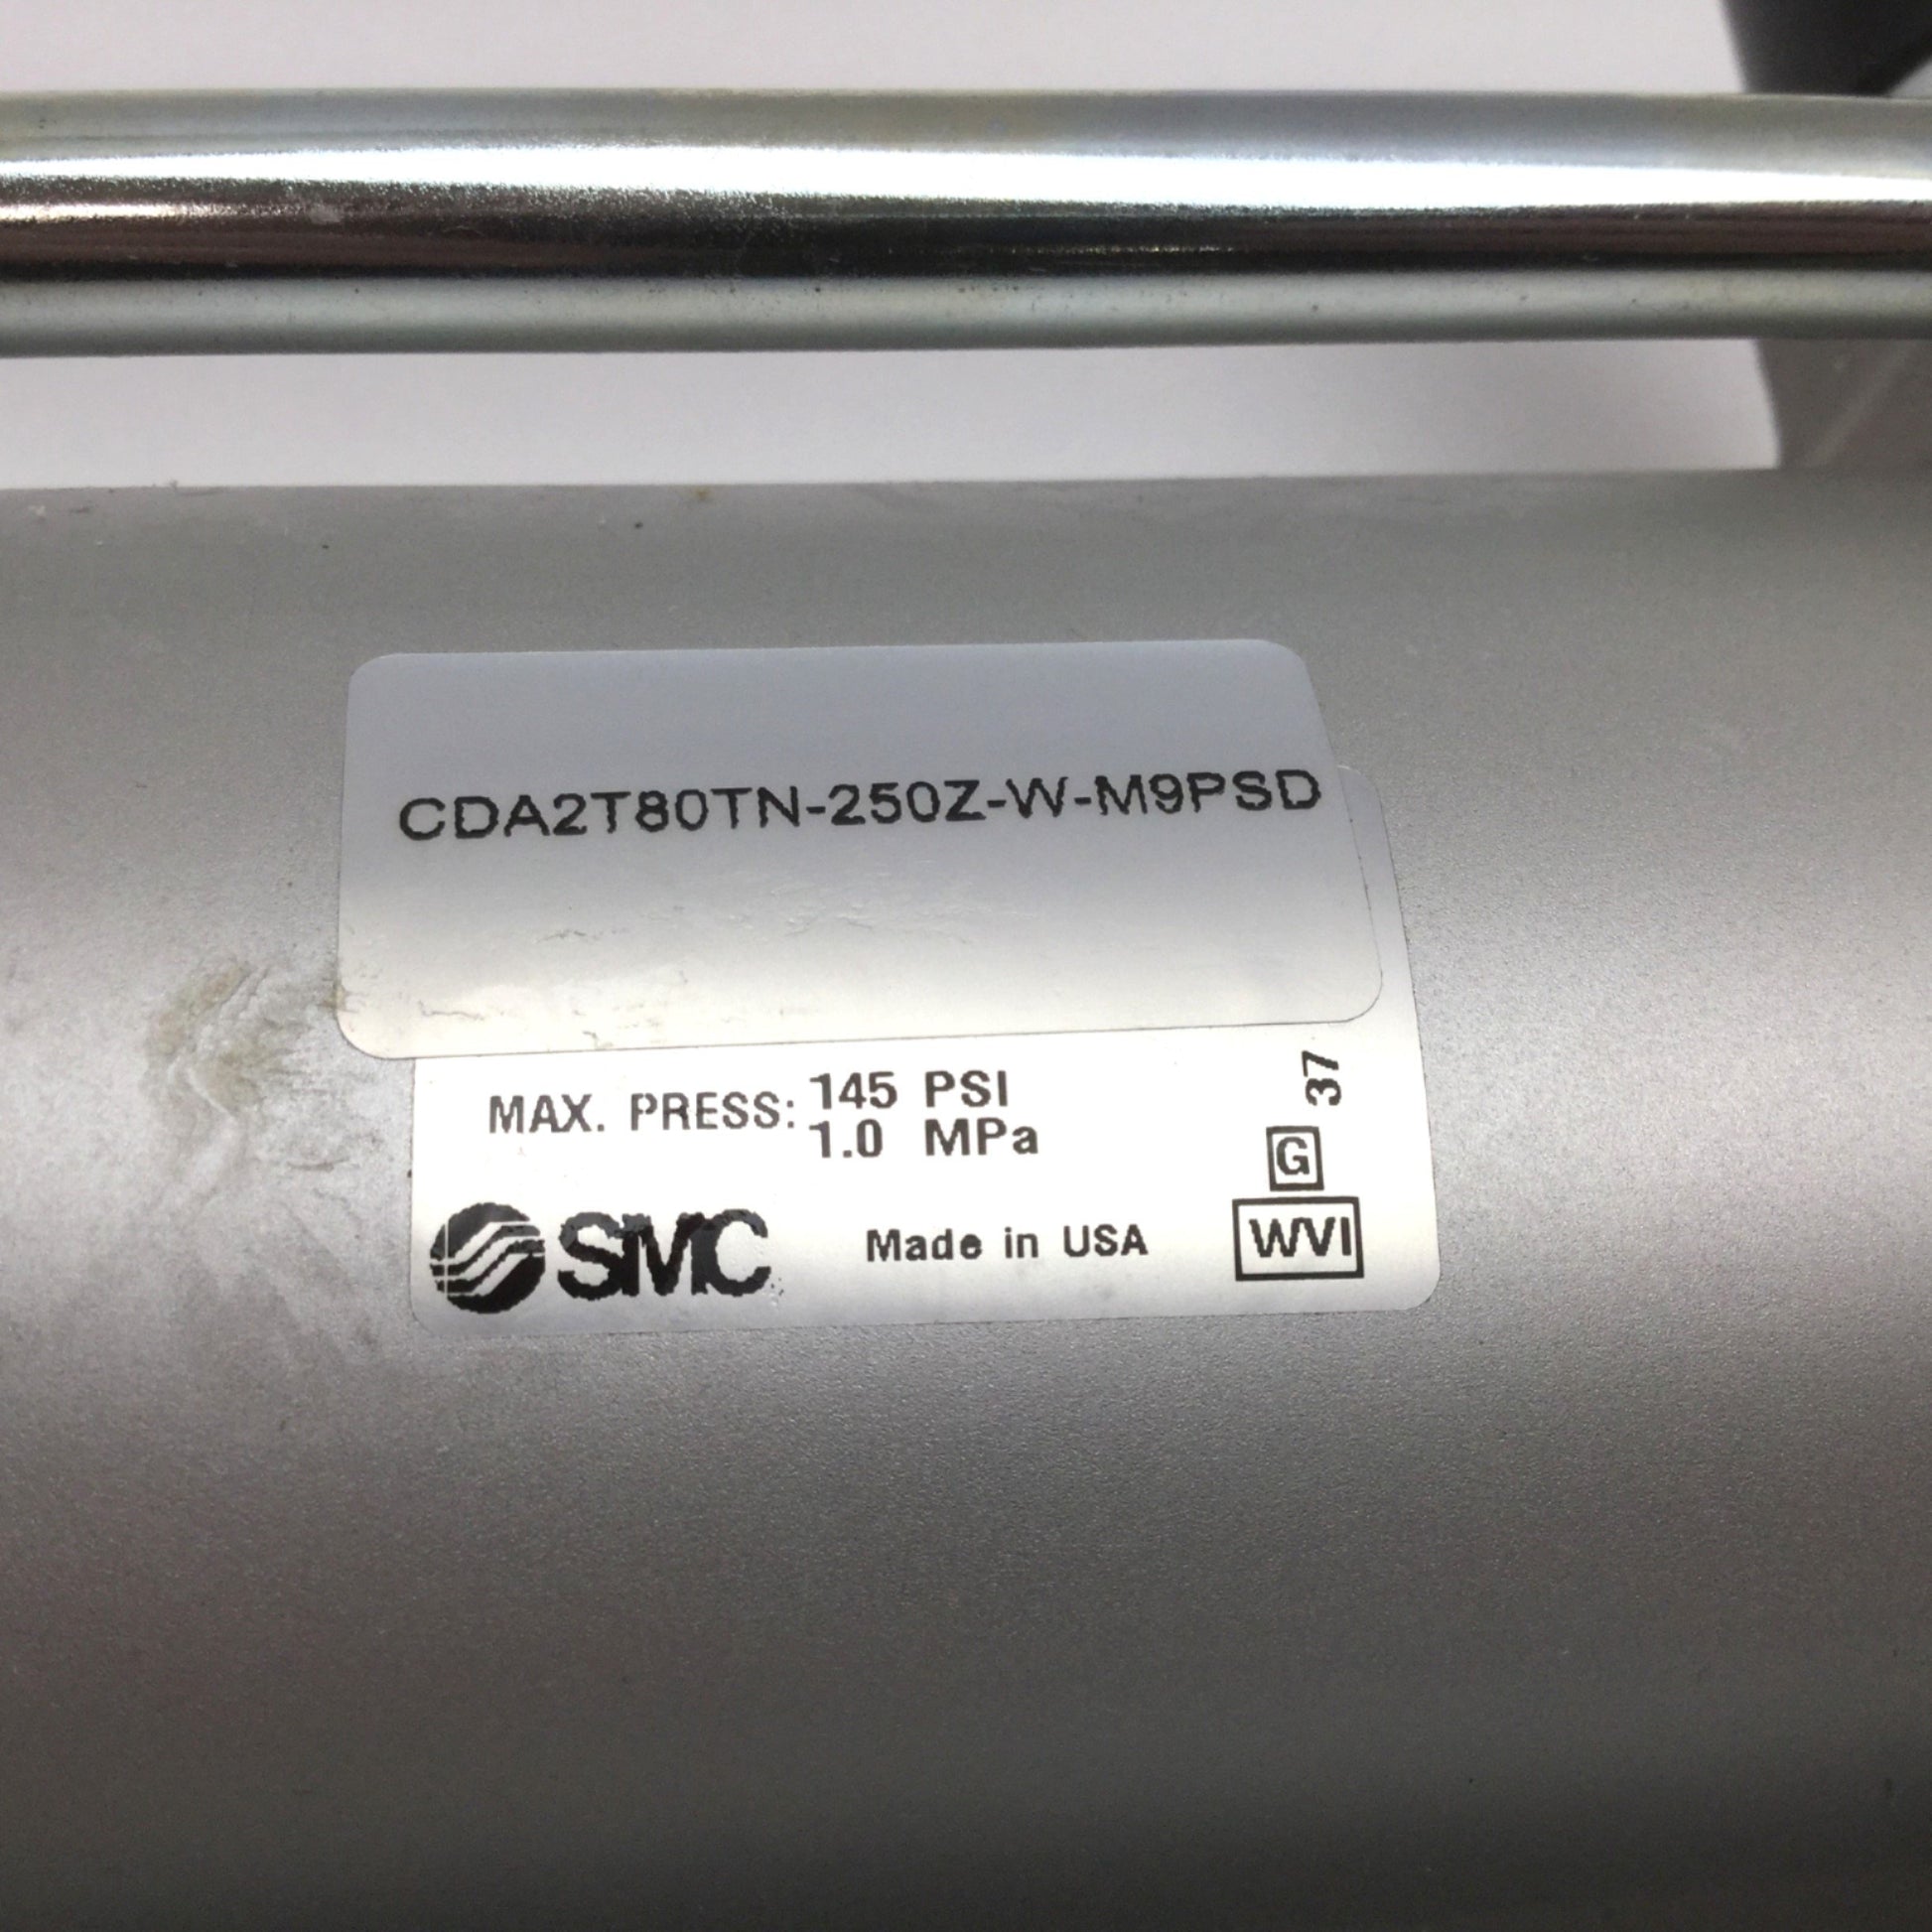 CDA2T80TN-250Z-W-M9PSD
MAX. PRESS: 145 PSI
1.0 MPa
37
G
SMC
Made in USA
WVI